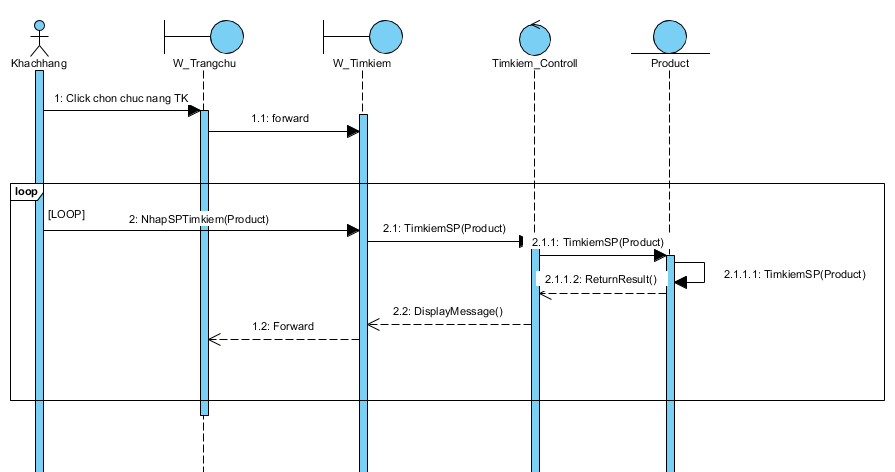 Khachhang
W_Trangchu
W_Timkiem
Timkiem_Controll
Product
1: Click chon chuc nang TK
1.1: forward
loop
[LOOP]
2: NhapSPTimkiem(Product)
2.1: TimkiemSP(Product)
2.1.1: TimkiemSP(Product)
2.1.1.1: TimkiemSP(Product)
2.1.1.2: ReturnResult()
2.2: DisplayMessage()
1.2: Forward